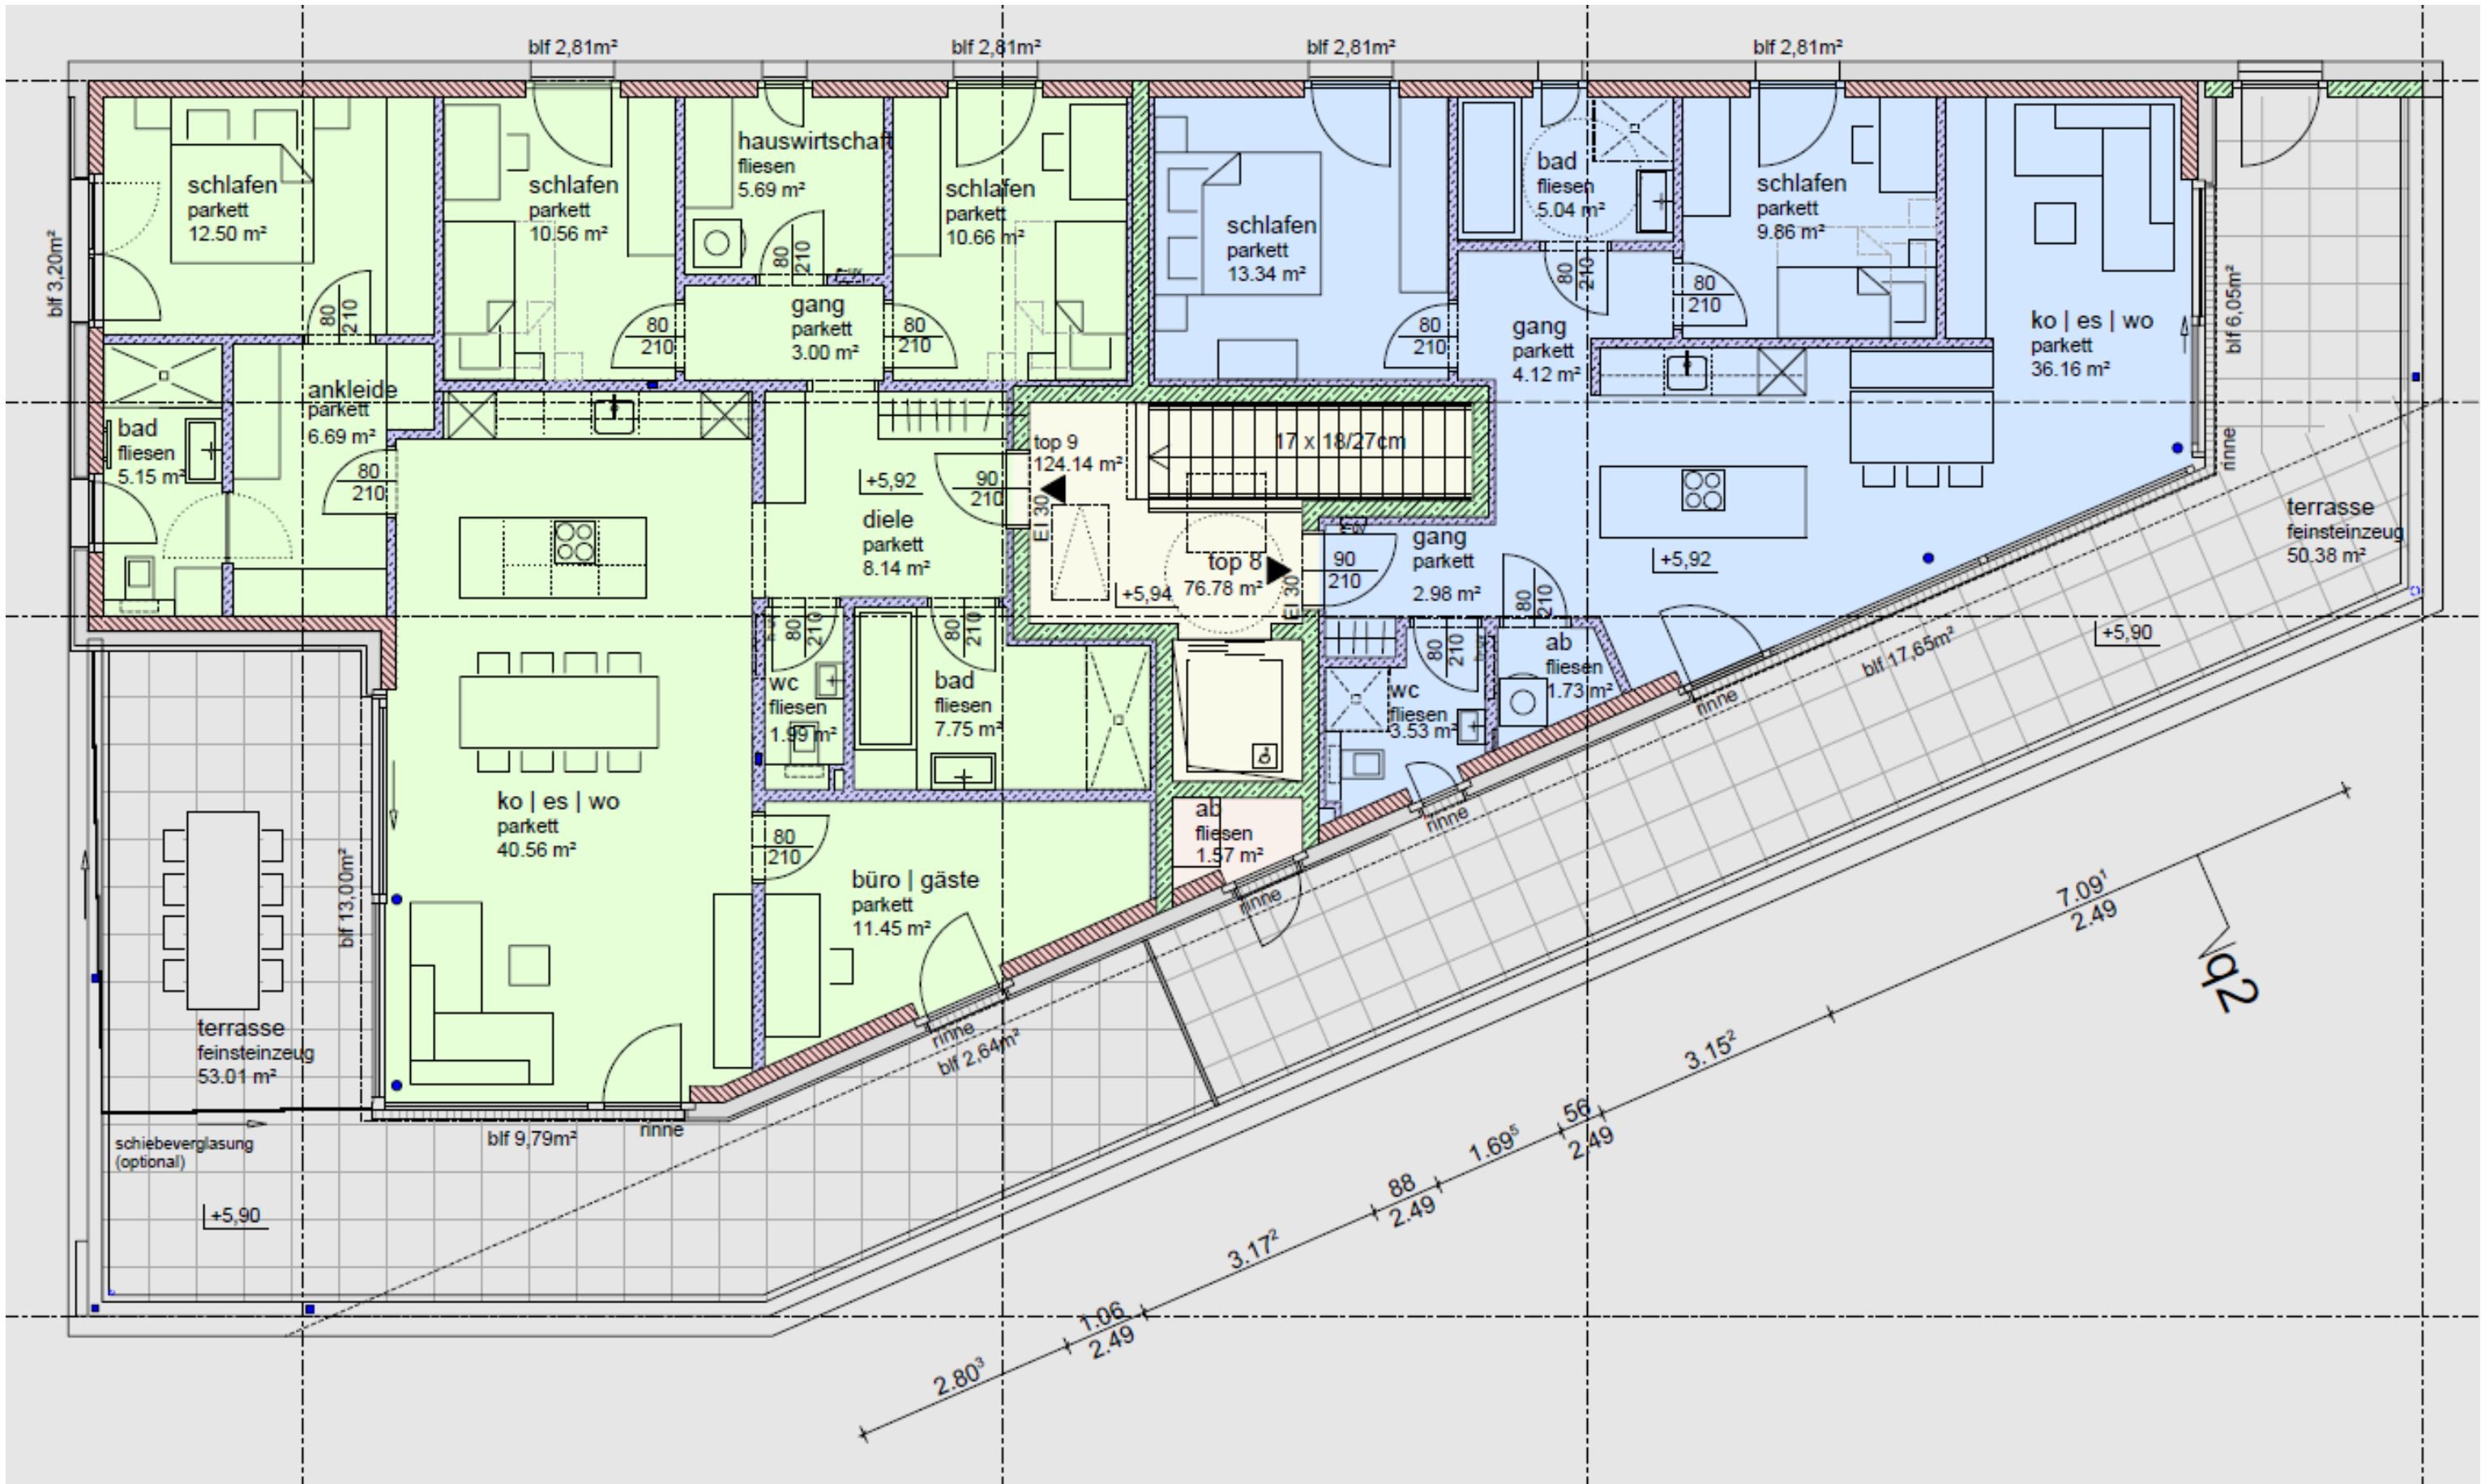 blf 2,81m²
blf 2,81m²
blf 2,81m²
blf 2,81m²
blf 3,20m²
schlafen
parkett
12.50 m²
80
210
schlafen
parkett
10.56 m²
80
210
hauswirtschaft
fliesen
5.69 m²
80
210
schlafen
parkett
10.66 m²
80
210
gang
parkett
3.00 m²
schlafen
parkett
13.34 m²
80
210
bad
fliesen
5.04 m²
80
210
schlafen
parkett
9.86 m²
80
210
gang
parkett
4.12 m²
ko | es | wo
parkett
36.16 m²
blf 6,05m²
rinne
bad
fliesen
5.15 m²
ankleide
parkett
6.69 m²
80
210
+5,92
90
210
EI 30
diele
parkett
8.14 m²
top 9
124.14 m²
17 x 18/27cm
top 8
76.78 m²
+5,94
EI 30
90
210
gang
parkett
2.98 m²
80
210
+5,92
terrasse
feinsteinzeug
50.38 m²
+5,90
blf 17,65m²
rinne
80
210
wc
fliesen
1.99 m²
80
210
bad
fliesen
7.75 m²
80
210
wc
fliesen
3.53 m²
ab
fliesen
1.73 m²
rinne
ab
fliesen
1.57 m²
rinne
ko | es | wo
parkett
40.56 m²
blf 13,00m²
80
210
büro | gäste
parkett
11.45 m²
rinne
blf 2,64m²
terrasse
feinsteinzeug
53.01 m²
schiebeverglasung
(optional)
blf 9,79m²
rinne
+5,90
q2
7.09¹
2.49
3.15²
56
2.49
1.69⁵
88
2.49
3.17²
1.06
2.49
2.80³